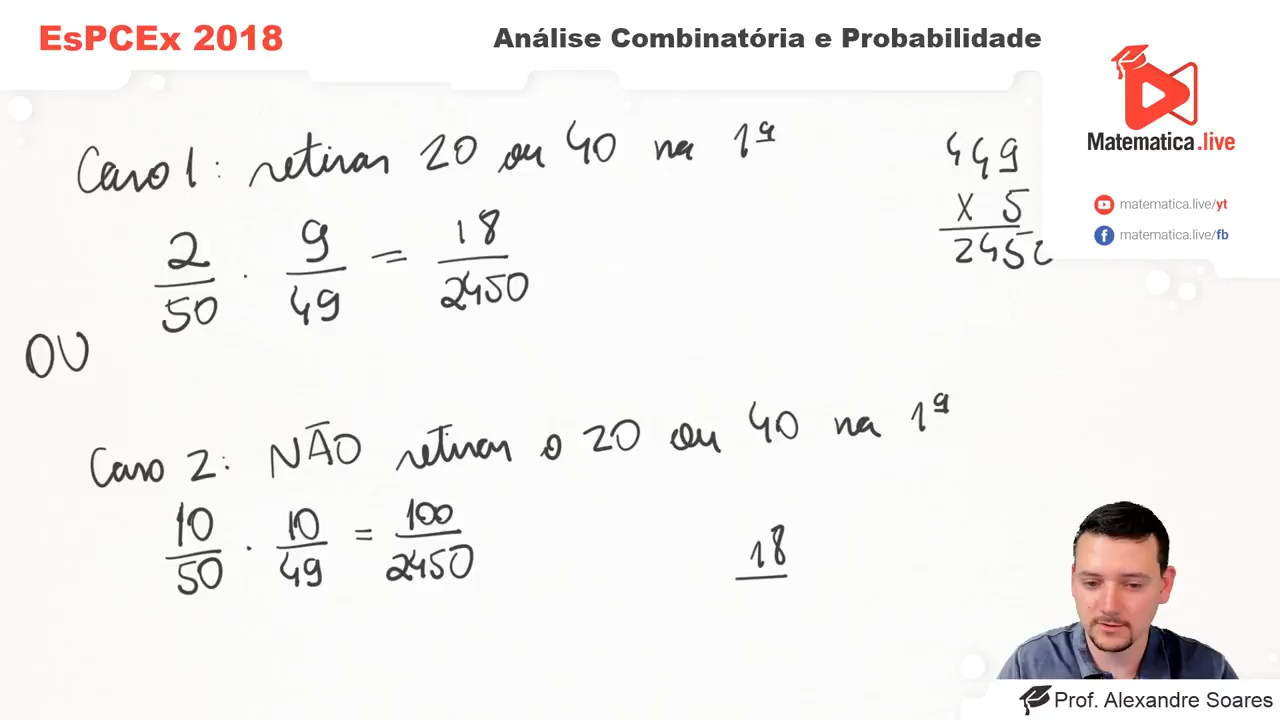 EsPCEx 2018
Análise Combinatória e Probabilidade
Matematica.live
matematica.live/yt
matematica.live/fb
Caso 1: retirar 20 ou 40 na 1ª
2/50 · 9/49 = 18/2450
449
x 5
2450
OU
Caso 2: NÃO retirar o 20 ou 40 na 1ª
10/50 · 10/49 = 100/2450
18
Prof. Alexandre Soares